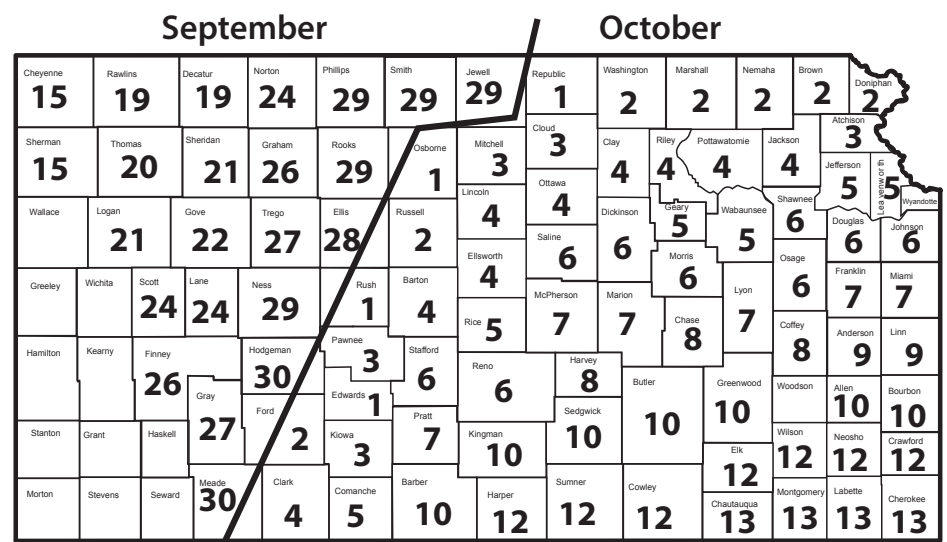 September
October
Cheyenne
15
Rawlins
19
Decatur
19
Norton
24
Phillips
29
Smith
29
Jewell
29
Republic
1
Washington
2
Marshall
2
Nemaha
2
Brown
2
Doniphan
2
Sherman
15
Thomas
20
Sheridan
21
Graham
26
Rooks
29
Osborne
1
Mitchell
3
Cloud
3
Clay
4
Riley
4
Pottawatomie
4
Jackson
4
Atchison
3
Jefferson
5
Leavenworth
5
Wyandotte
Wallace
Logan
21
Gove
22
Trego
27
Ellis
28
Russell
2
Lincoln
4
Ottawa
4
Saline
6
Dickinson
6
Geary
5
Wabaunsee
5
Shawnee
6
Douglas
6
Johnson
6
Greeley
Wichita
Scott
24
Lane
24
Ness
29
Rush
1
Barton
4
Ellsworth
4
Rice
5
McPherson
7
Marion
7
Morris
6
Chase
8
Lyon
7
Osage
6
Franklin
7
Miami
7
Coffey
8
Anderson
9
Linn
9
Hamilton
Kearny
Finney
26
Gray
27
Hodgeman
30
Pawnee
3
Edwards
1
Stafford
6
Reno
6
Harvey
8
Sedgwick
10
Butler
10
Greenwood
10
Woodson
Allen
10
Bourbon
10
Stanton
Grant
Haskell
Ford
2
Kiowa
3
Pratt
7
Kingman
10
Elk
12
Wilson
12
Neosho
12
Crawford
12
Morton
Stevens
Seward
Meade
30
Clark
4
Comanche
5
Barber
10
Harper
12
Sumner
12
Cowley
12
Chautauqua
13
Montgomery
13
Labette
13
Cherokee
13